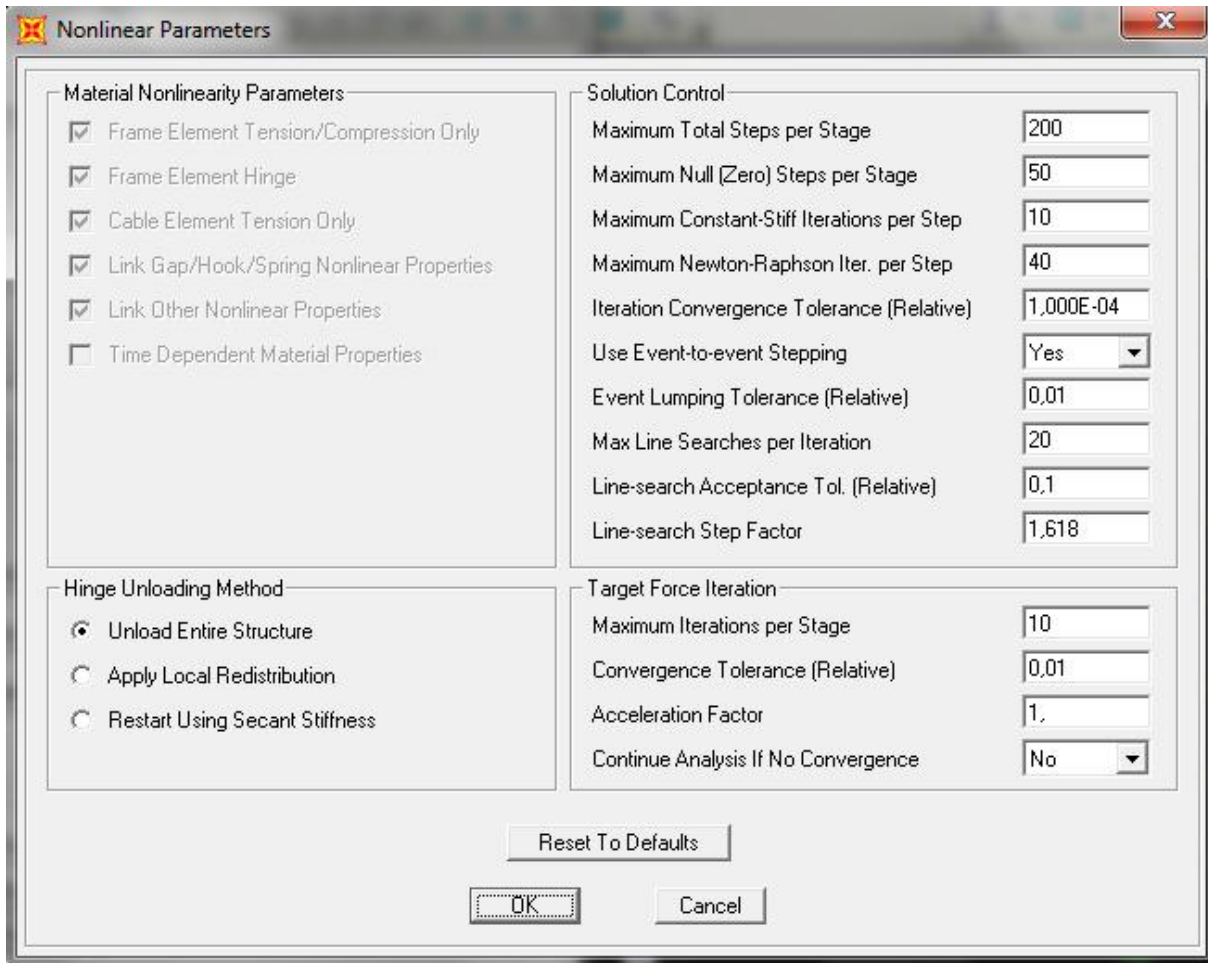 Nonlinear Parameters
x
Material Nonlinearity Parameters
Frame Element Tension/Compression Only
Frame Element Hinge
Cable Element Tension Only
Link Gap/Hook/Spring Nonlinear Properties
Link Other Nonlinear Properties
Time Dependent Material Properties
Solution Control
Maximum Total Steps per Stage 200
Maximum Null (Zero) Steps per Stage 50
Maximum Constant-Stiff Iterations per Step 10
Maximum Newton-Raphson Iter. per Step 40
Iteration Convergence Tolerance (Relative) 1,000E-04
Use Event-to-event Stepping Yes
Event Lumping Tolerance (Relative) 0,01
Max Line Searches per Iteration 20
Line-search Acceptance Tol. (Relative) 0,1
Line-search Step Factor 1,618
Hinge Unloading Method
Unload Entire Structure
Apply Local Redistribution
Restart Using Secant Stiffness
Target Force Iteration
Maximum Iterations per Stage 10
Convergence Tolerance (Relative) 0,01
Acceleration Factor 1,
Continue Analysis If No Convergence No
Reset To Defaults
OK Cancel